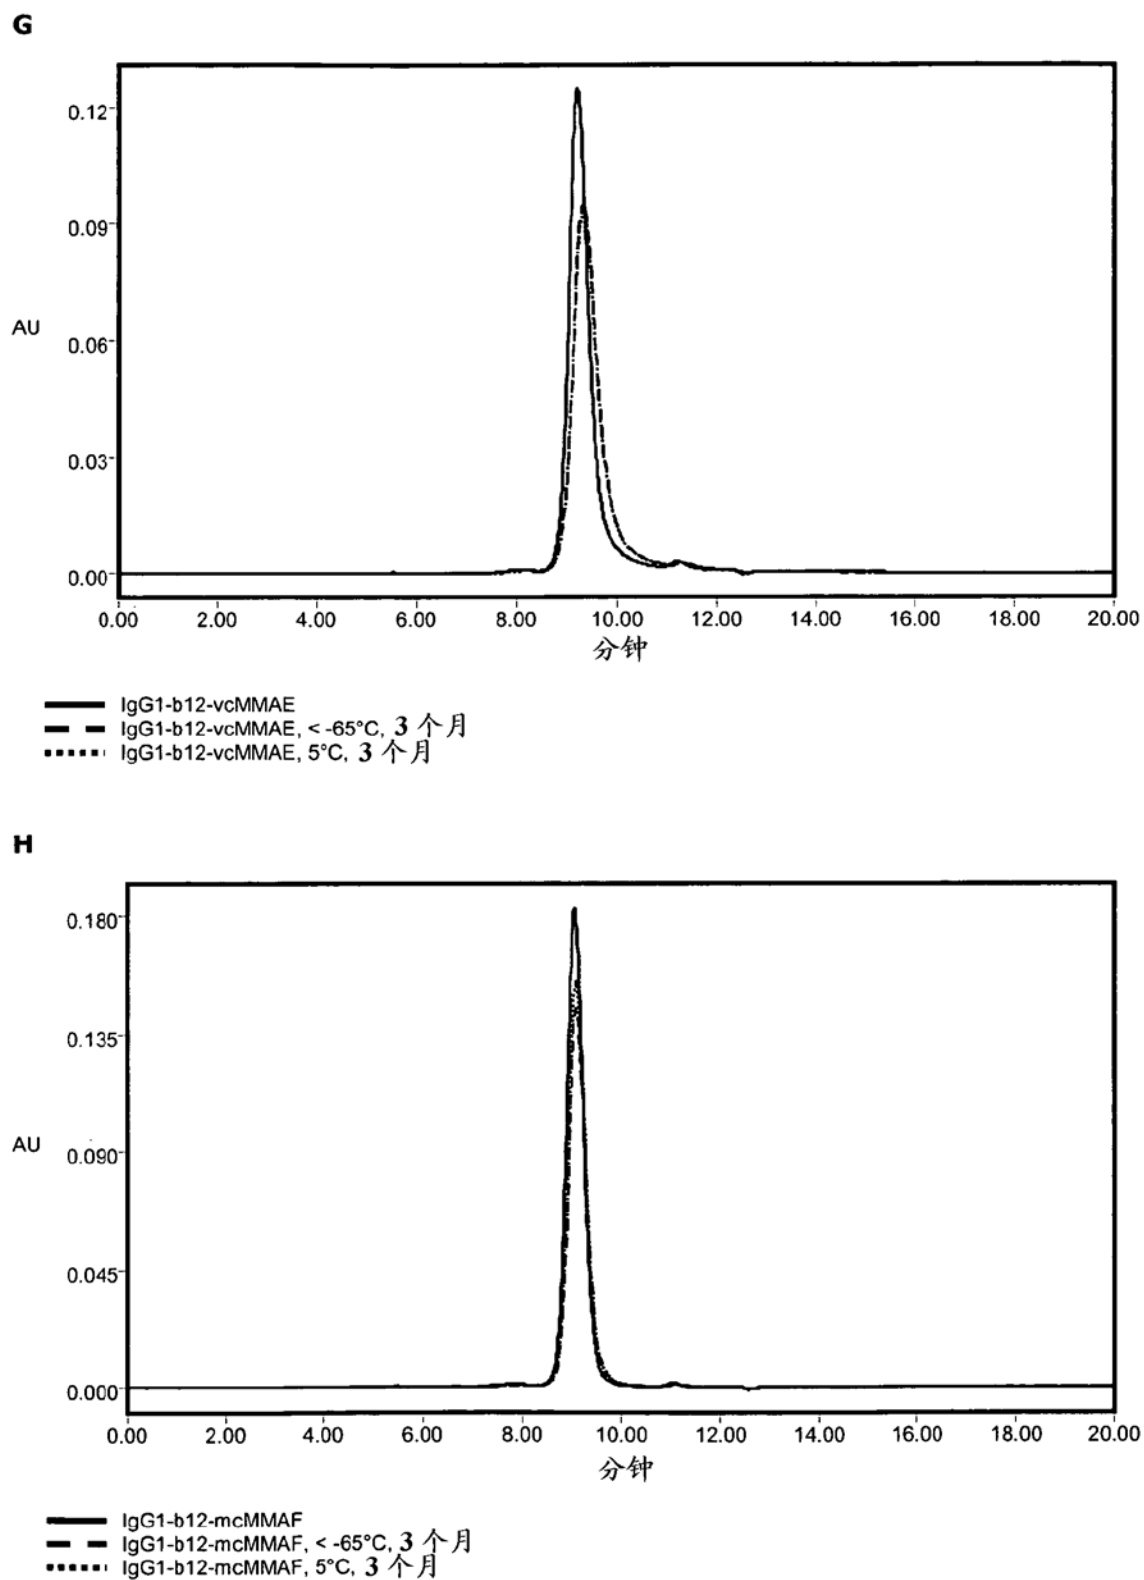 G
0.12
0.09
AU
0.06
0.03
0.00
0.00 2.00 4.00 6.00 8.00 10.00 12.00 14.00 16.00 18.00 20.00
分钟
IgG1-b12-vcMMAE
IgG1-b12-vcMMAE, < -65°C, 3 个月
IgG1-b12-vcMMAE, 5°C, 3 个月
H
0.180
0.135
AU
0.090
0.045
0.000
0.00 2.00 4.00 6.00 8.00 10.00 12.00 14.00 16.00 18.00 20.00
分钟
IgG1-b12-mcMMAF
IgG1-b12-mcMMAF, < -65°C, 3 个月
IgG1-b12-mcMMAF, 5°C, 3 个月